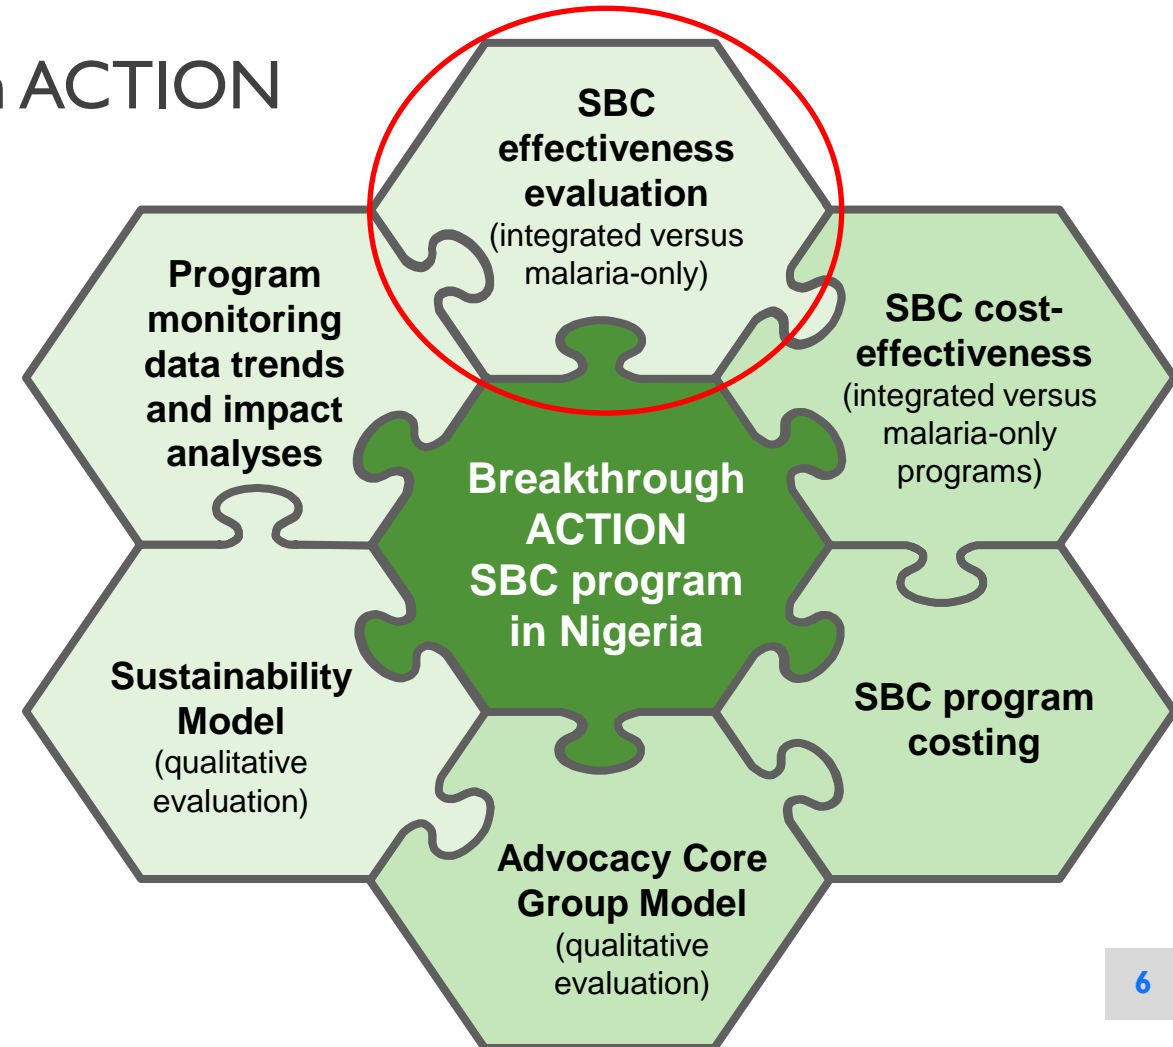 ACTION
SBC
effectiveness
evaluation
(integrated versus
malaria-only)
Program
monitoring
data trends
and impact
analyses
SBC cost-
effectiveness
(integrated versus
malaria-only
programs)
Breakthrough
ACTION
SBC program
in Nigeria
Sustainability
Model
(qualitative
evaluation)
SBC program
costing
Advocacy Core
Group Model
(qualitative
evaluation)
6